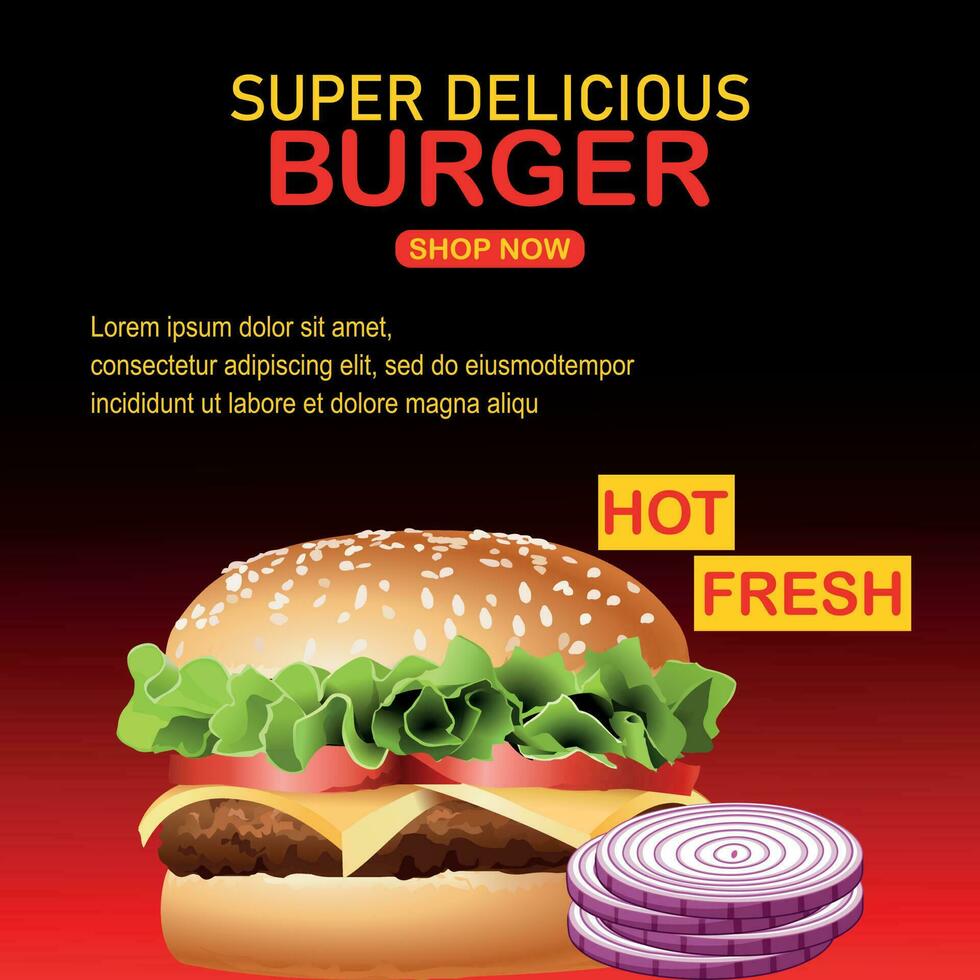 SUPER DELICIOUS
BURGER
SHOP NOW
Lorem ipsum dolor sit amet,
consectetur adipiscing elit, sed do eiusmodtempor
incididunt ut labore et dolore magna aliqu
HOT
FRESH